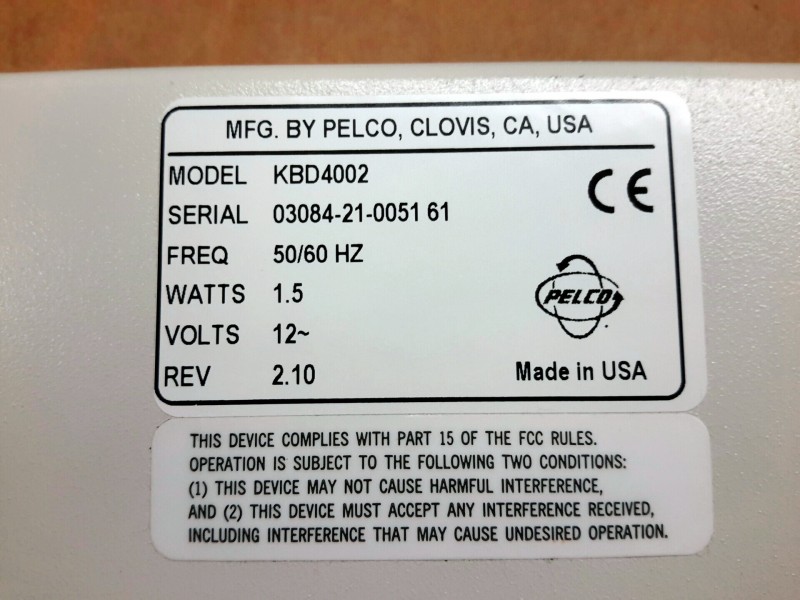 MFG. BY PELCO, CLOVIS, CA, USA
MODEL KBD4002
SERIAL 03084-21-0051 61
FREQ 50/60 HZ
WATTS 1.5
VOLTS 12~
REV 2.10
CE
PELCO
Made in USA
THIS DEVICE COMPLIES WITH PART 15 OF THE FCC RULES.
OPERATION IS SUBJECT TO THE FOLLOWING TWO CONDITIONS:
(1) THIS DEVICE MAY NOT CAUSE HARMFUL INTERFERENCE,
AND (2) THIS DEVICE MUST ACCEPT ANY INTERFERENCE RECEIVED,
INCLUDING INTERFERENCE THAT MAY CAUSE UNDESIRED OPERATION.